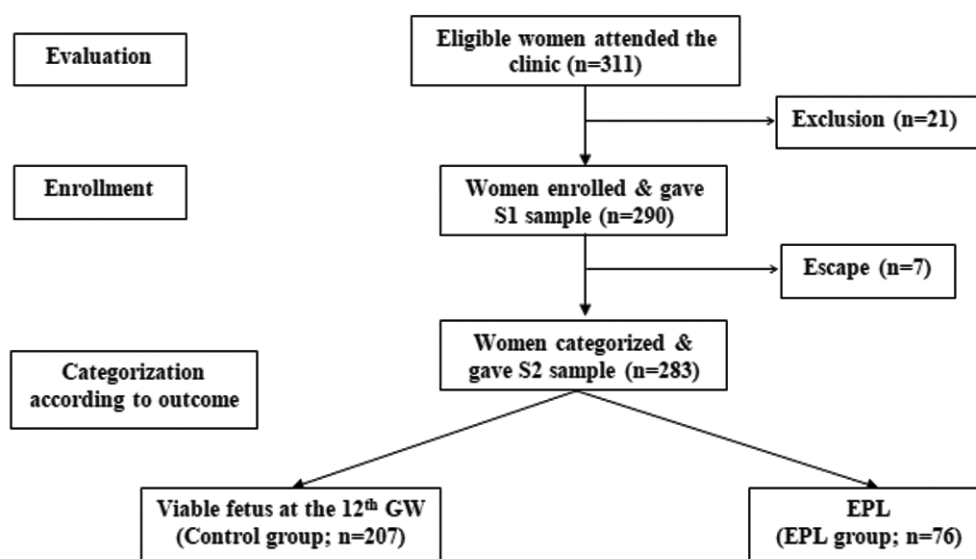 Evaluation
Eligible women attended the
clinic (n=311)
Exclusion (n=21)
Enrollment
Women enrolled & gave
S1 sample (n=290)
Escape (n=7)
Categorization
according to outcome
Women categorized &
gave S2 sample (n=283)
Viable fetus at the 12th GW
(Control group; n=207)
EPL
(EPL group; n=76)